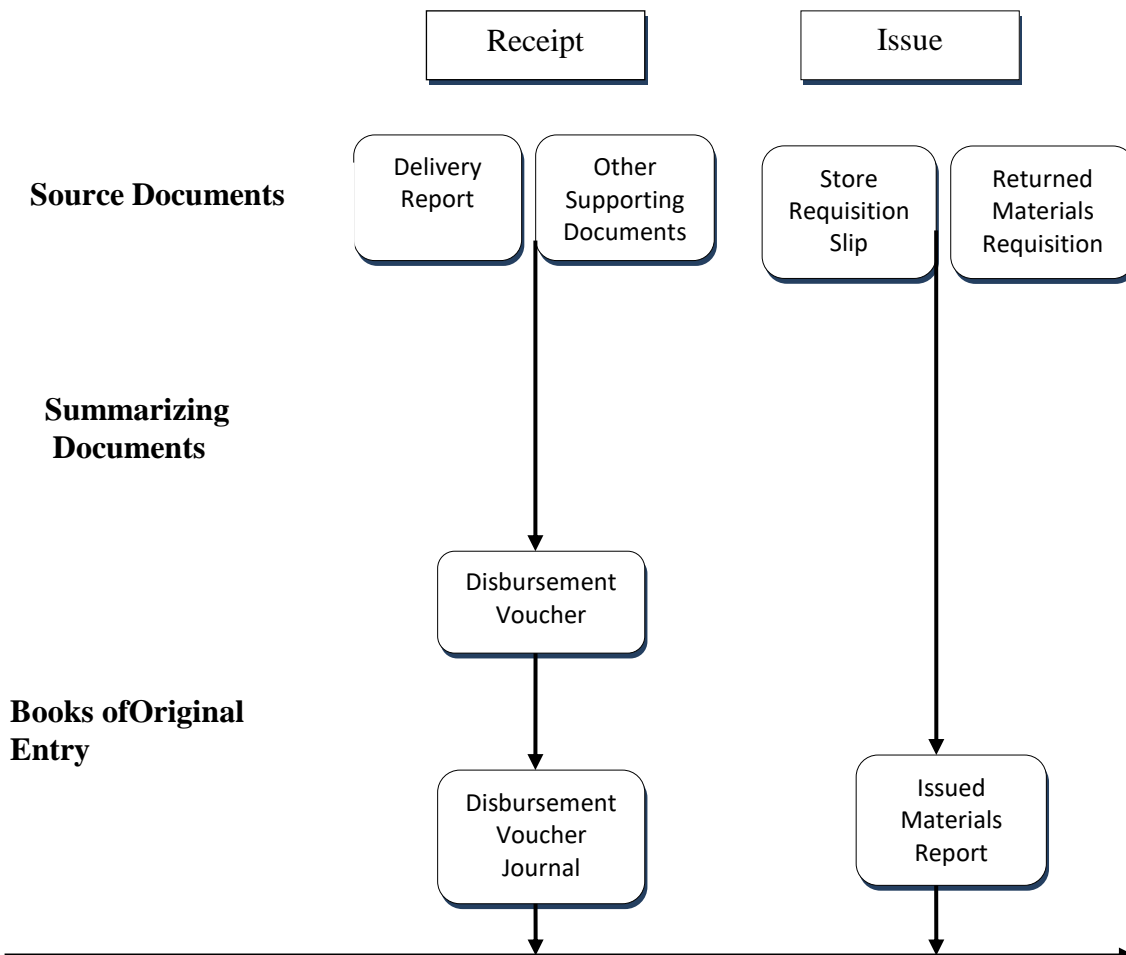 Receipt
Issue
Source Documents
Delivery
Report
Other
Supporting
Documents
Store
Requisition
Slip
Returned
Materials
Requisition
Summarizing
Documents
Disbursement
Voucher
Books ofOriginal
Entry
Disbursement
Voucher
Journal
Issued
Materials
Report